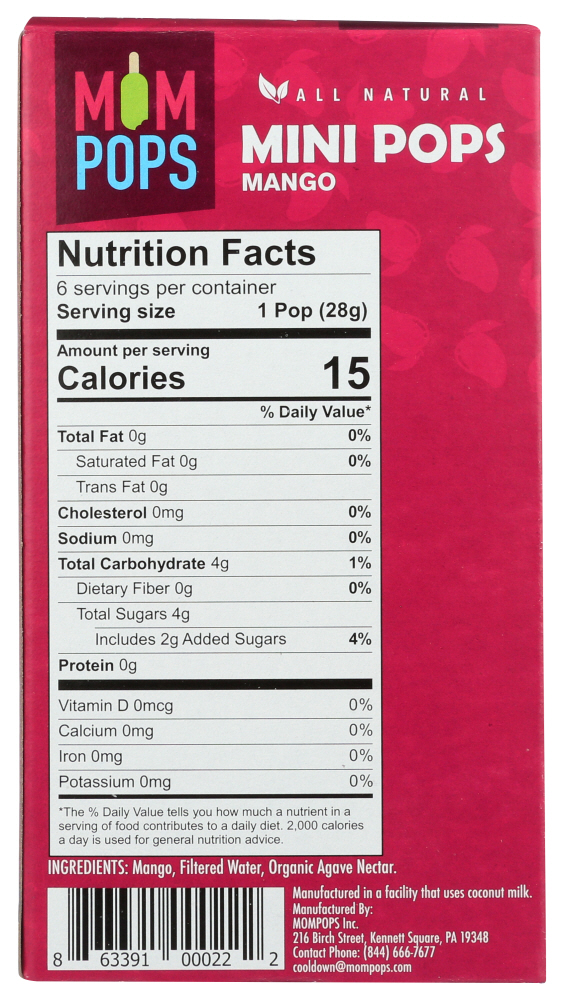 MOM
POPS
ALL NATURAL
MINI POPS
MANGO
Nutrition Facts
6 servings per container
Serving size 1 Pop (28g)
Amount per serving
Calories 15
% Daily Value*
Total Fat 0g 0%
Saturated Fat 0g 0%
Trans Fat 0g
Cholesterol 0mg 0%
Sodium 0mg 0%
Total Carbohydrate 4g 1%
Dietary Fiber 0g 0%
Total Sugars 4g
Includes 2g Added Sugars 4%
Protein 0g
Vitamin D 0mcg 0%
Calcium 0mg 0%
Iron 0mg 0%
Potassium 0mg 0%
*The % Daily Value tells you how much a nutrient in a
serving of food contributes to a daily diet. 2,000 calories
a day is used for general nutrition advice.
INGREDIENTS: Mango, Filtered Water, Organic Agave Nectar.
Manufactured in a facility that uses coconut milk.
Manufactured By:
MOMPOPS Inc.
216 Birch Street, Kennett Square, PA 19348
Contact Phone: (844) 666-7677
cooldown@mompops.com
8 63391 00022 2